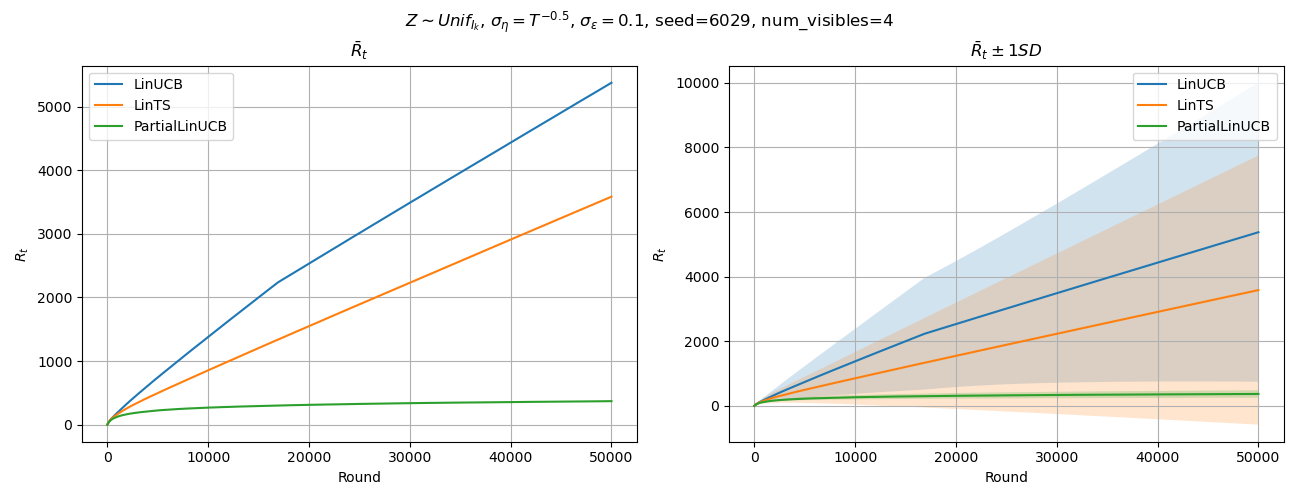 Z ∼ Unif_{I_k}, σ_η = T^{-0.5}, σ_ε = 0.1, seed=6029, num_visibles=4
R̄_t
LinUCB
LinTS
PartialLinUCB
R_t
5000
4000
3000
2000
1000
0
0 10000 20000 30000 40000 50000
Round
R̄_t ± 1SD
LinUCB
LinTS
PartialLinUCB
R_t
10000
8000
6000
4000
2000
0
0 10000 20000 30000 40000 50000
Round